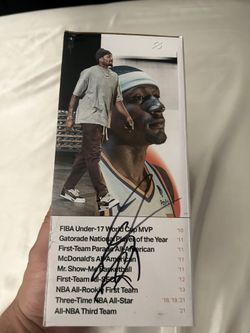 FIBA Under-17 World Cup MVP '10
Gatorade National Player of the Year '11
First-Team Parade All-American '11
McDonald's All-American '11
Mr. Show-Me Basketball '11
First-Team All-SEC '12
NBA All-Rookie First Team '13
Three-Time NBA All-Star '18, '19, '21
All-NBA Third Team '21